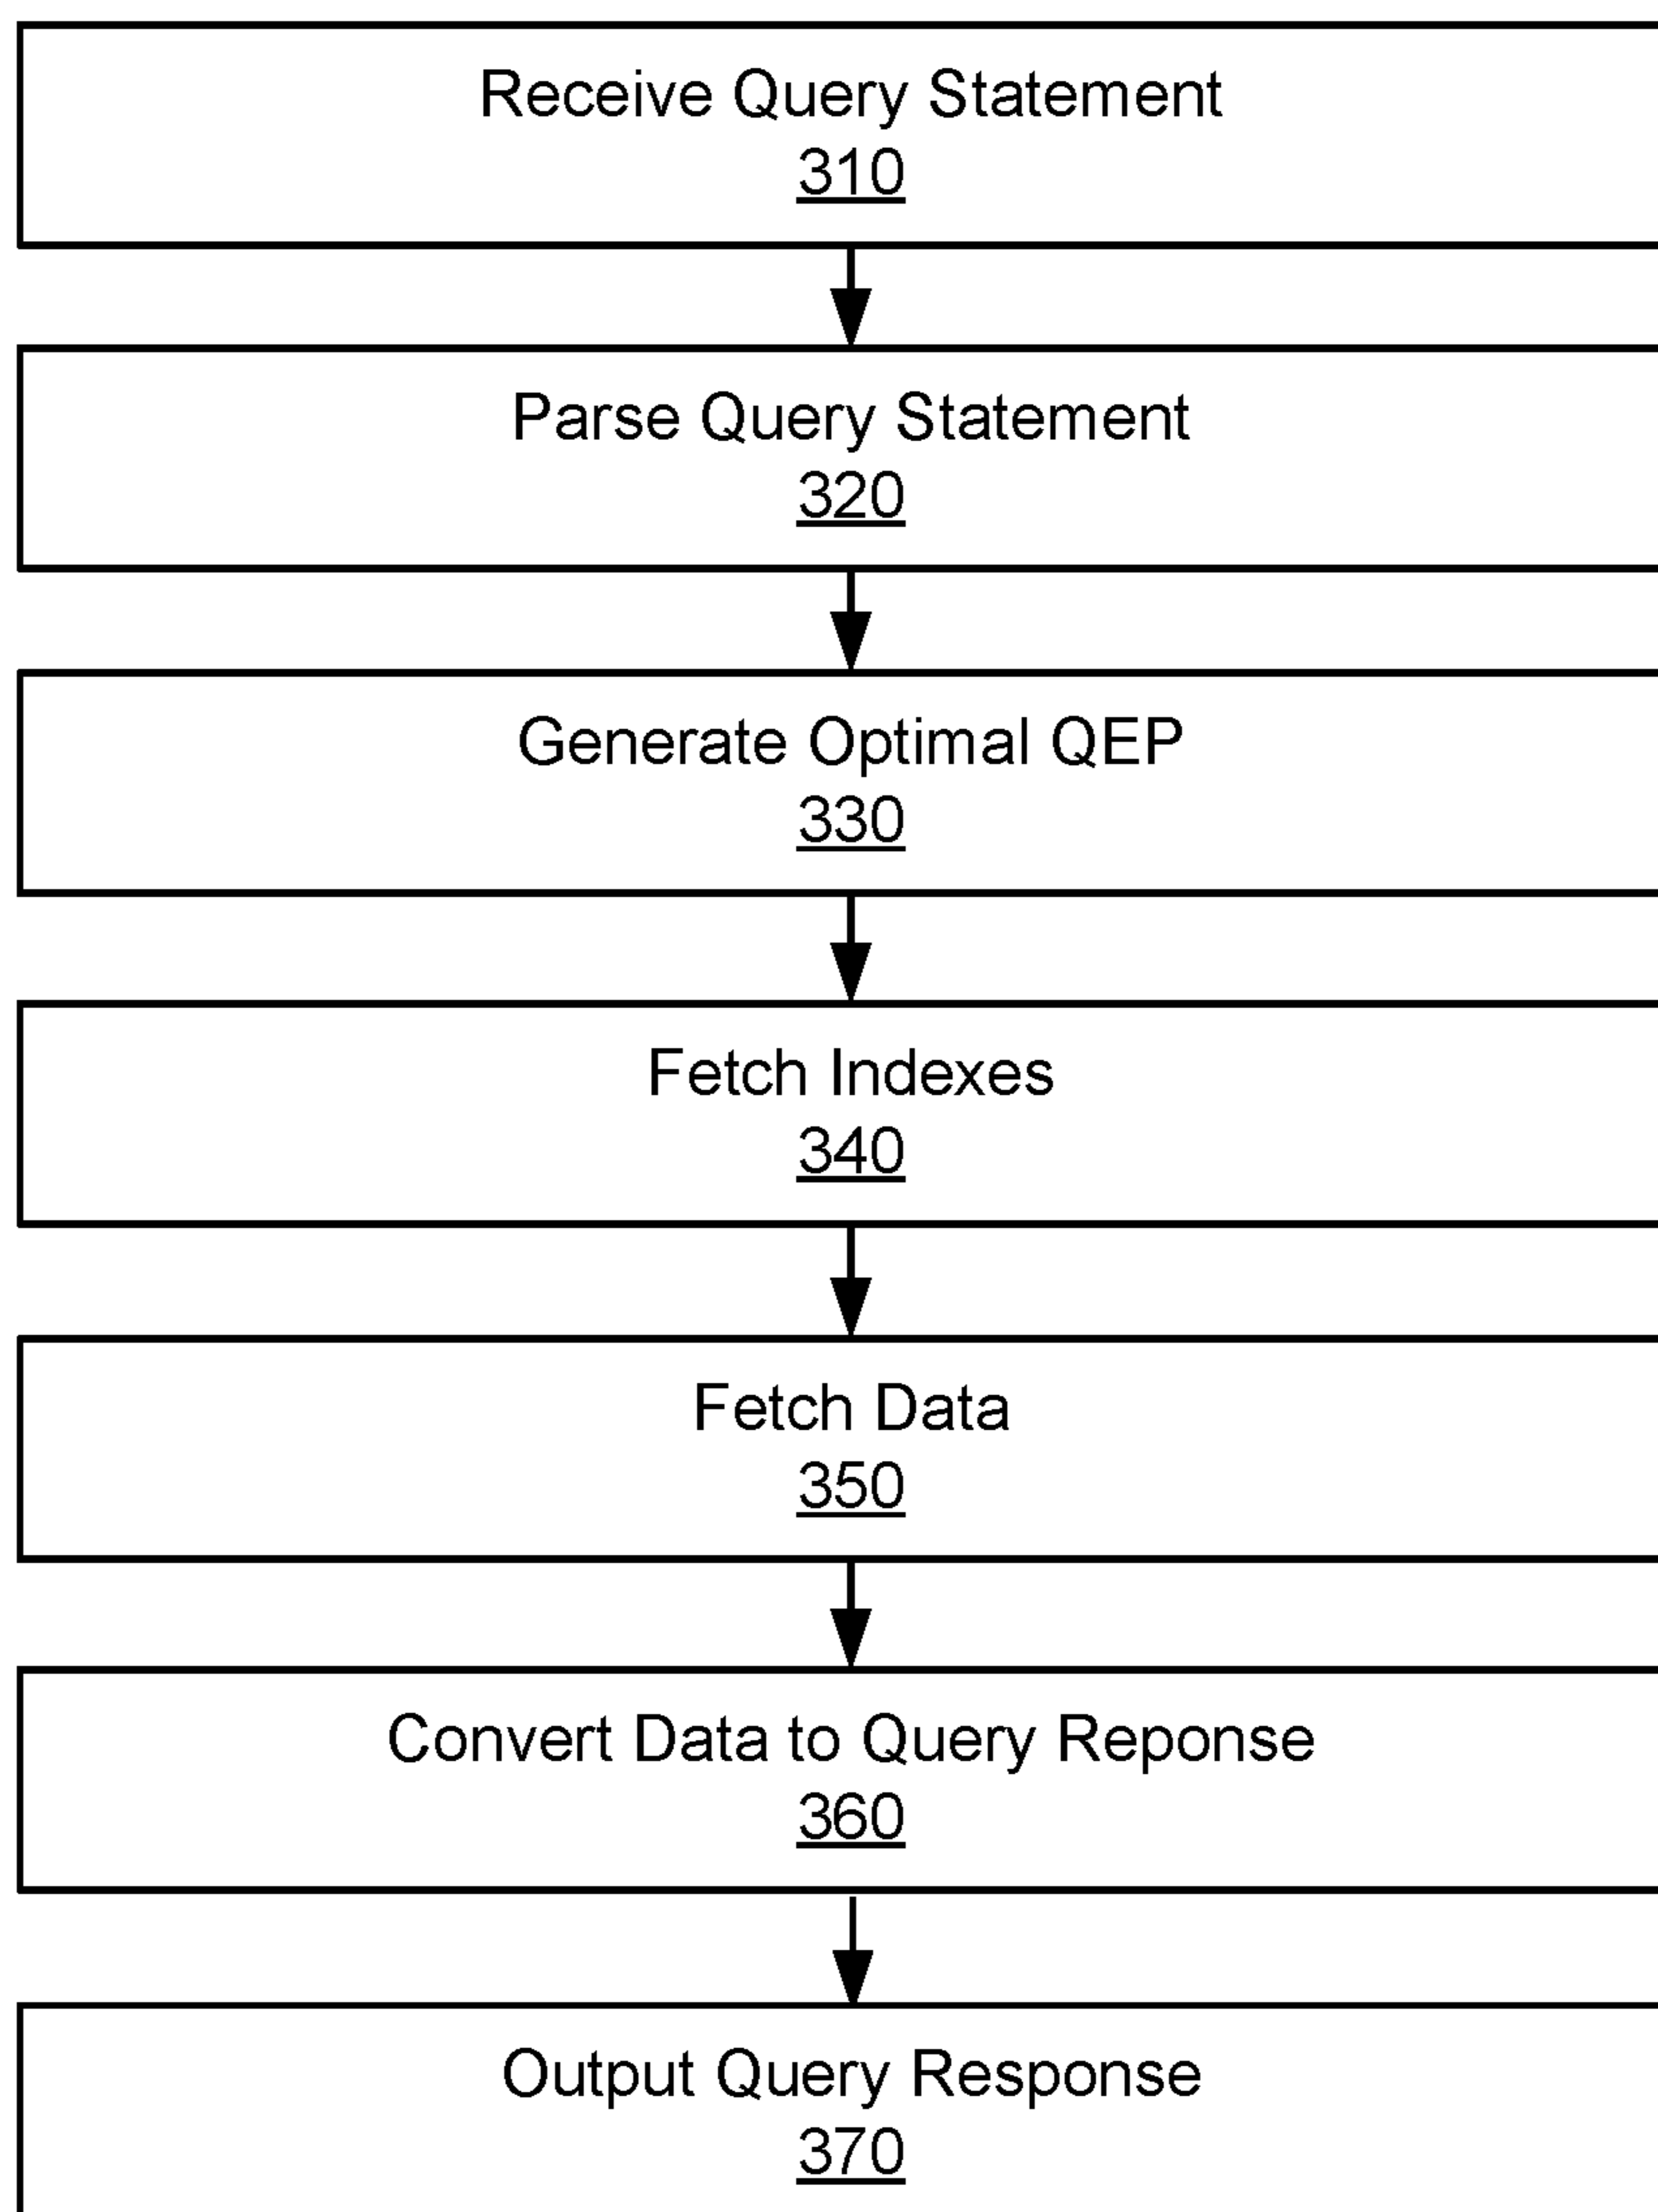 Receive Query Statement
310
Parse Query Statement
320
Generate Optimal QEP
330
Fetch Indexes
340
Fetch Data
350
Convert Data to Query Reponse
360
Output Query Response
370